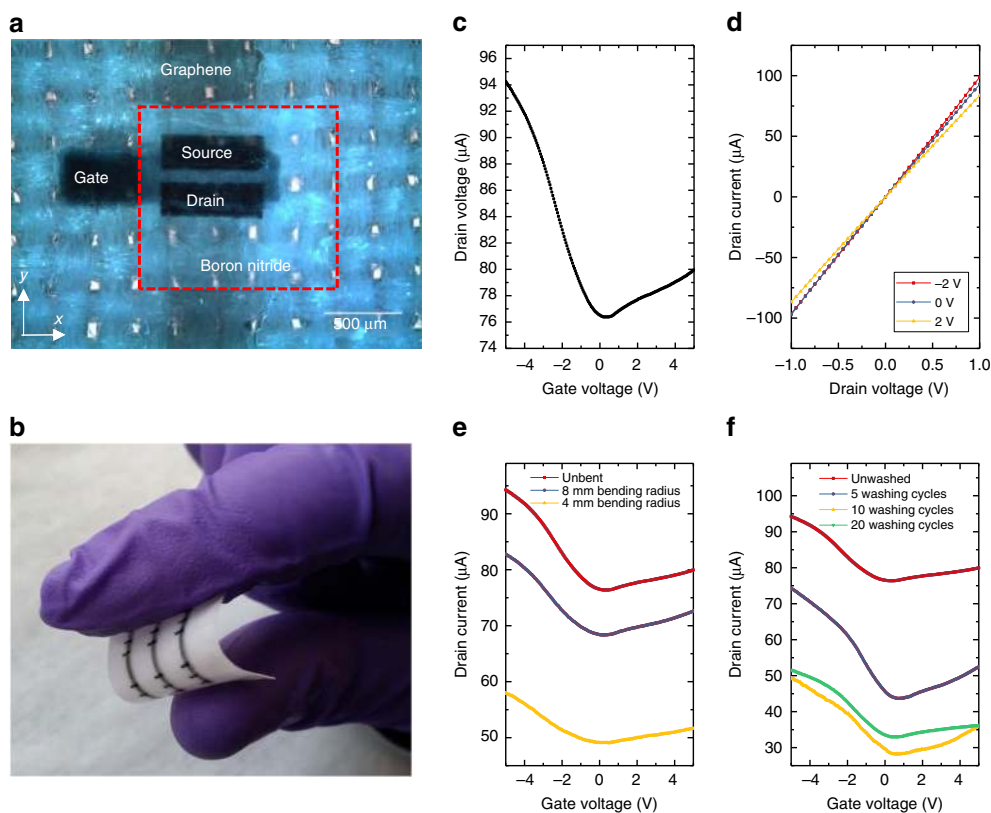 a
Graphene
Source
Gate
Drain
Boron nitride
y
x
500 μm
b
c
96
94
92
90
88
86
84
82
80
78
76
74
–4 –2 0 2 4
Drain voltage (μA)
Gate voltage (V)
d
100
50
0
–50
–100
–1.0 –0.5 0.0 0.5 1.0
Drain current (μA)
Drain voltage (V)
–2 V
0 V
2 V
e
Unbent
8 mm bending radius
4 mm bending radius
90
80
70
60
50
–4 –2 0 2 4
Drain current (μA)
Gate voltage (V)
f
Unwashed
5 washing cycles
10 washing cycles
20 washing cycles
100
90
80
70
60
50
40
30
–4 –2 0 2 4
Drain current (μA)
Gate voltage (V)